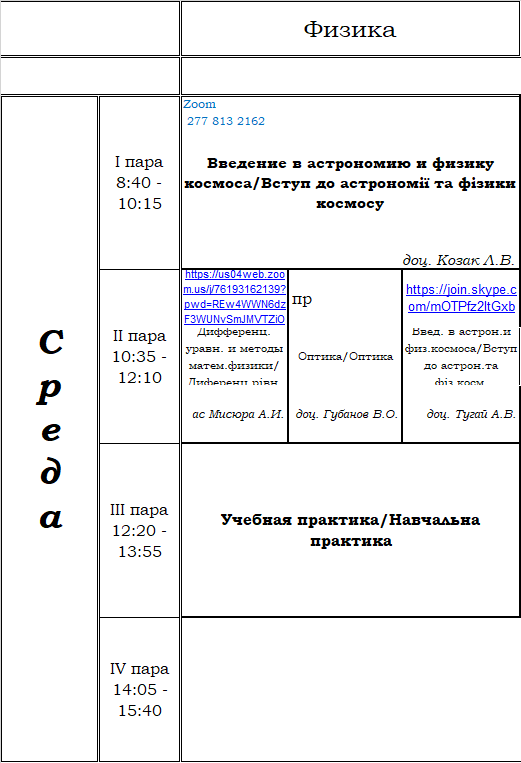 Физика
Среда
I пара
8:40 -
10:15
Zoom
277 813 2162
Введение в астрономию и физику
космоса/Вступ до астрономії та фізики
космосу
доц. Козак Л.В.
II пара
10:35 -
12:10
https://us04web.zoo
m.us/j/76193162139?
pwd=REw4WWN6dz
F3WUNvSmJMVTZiO
Дифференц.
уравн. и методы
матем.физики/
Диференц.рівн.
ас Мисюра А.И.
пр
Оптика/Оптика
доц. Губанов В.О.
https://join.skype.c
om/mOTPfz2ltGxb
Введ. в астрон.и
физ.космоса/Вступ
до астрон.та
фіз.косм.
доц. Тугай А.В.
III пара
12:20 -
13:55
Учебная практика/Навчальна
практика
IV пара
14:05 -
15:40